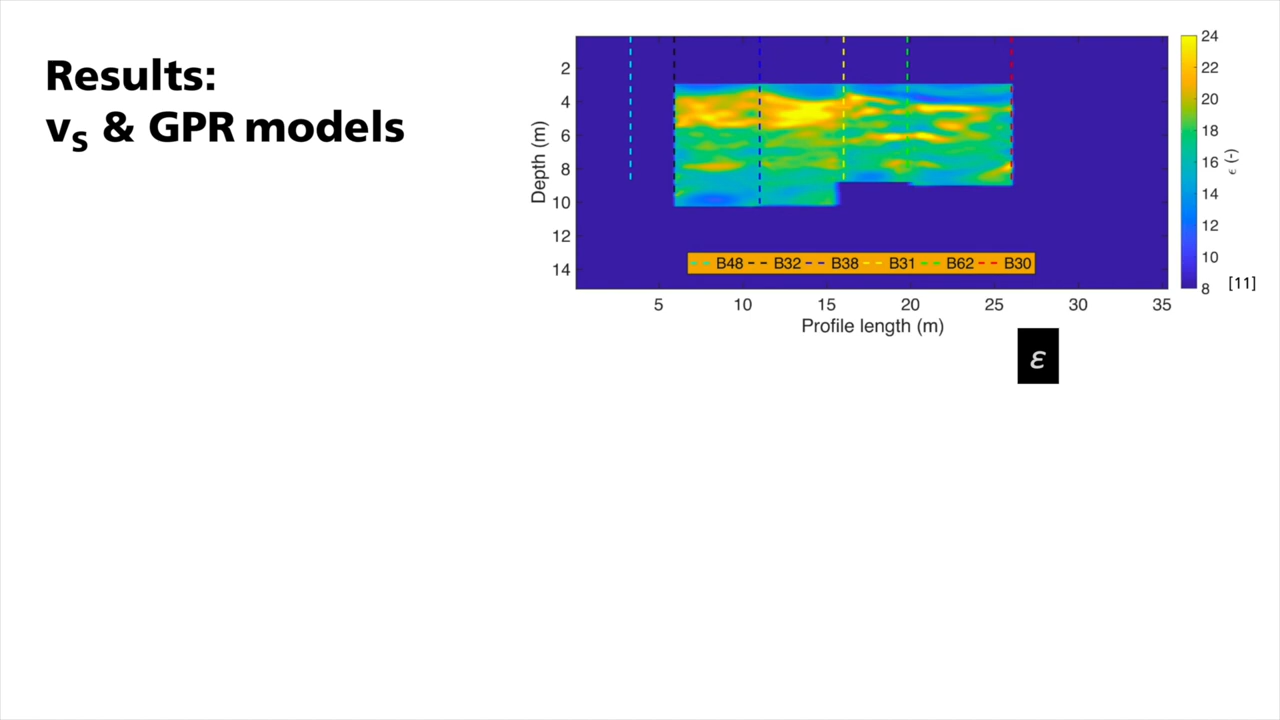 Results:
vS & GPR models
24
22
20
18
16
14
12
10
8
ε (-)
[11]
Depth (m)
2
4
6
8
10
12
14
B48 B32 B38 B31 B62 B30
5 10 15 20 25 30 35
Profile length (m)
ε